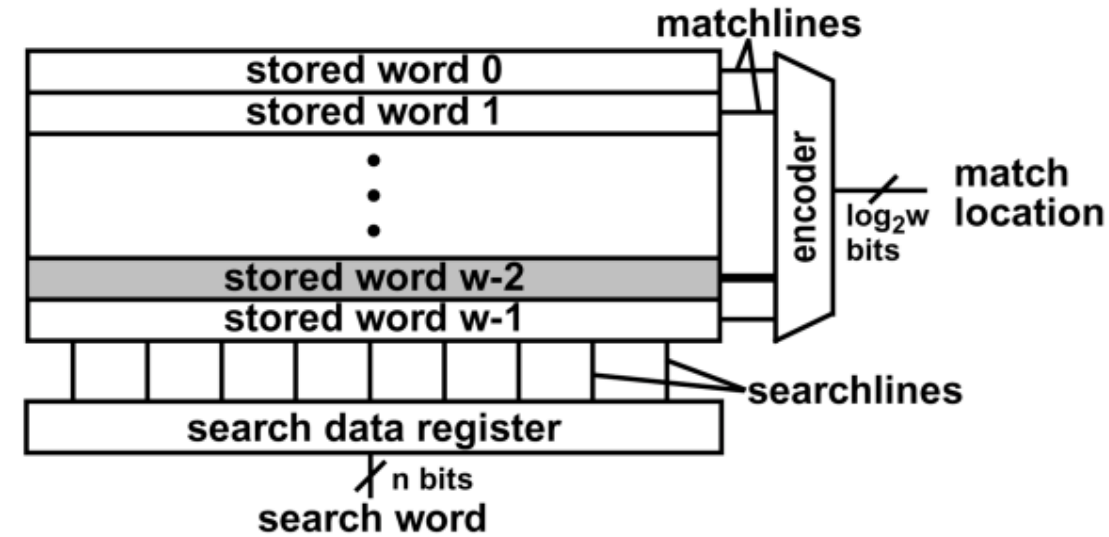 matchlines
stored word 0
stored word 1
stored word w-2
stored word w-1
encoder
log₂w
bits
match
location
searchlines
search data register
n bits
search word